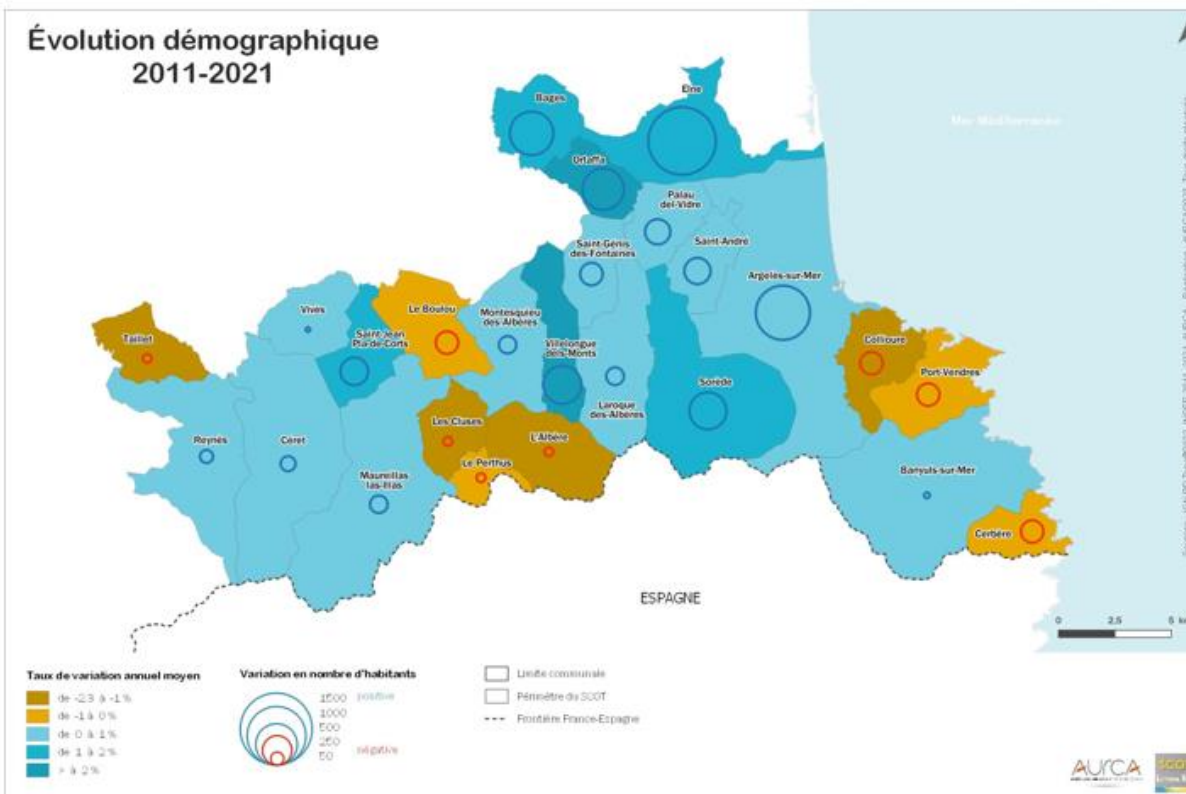 Évolution démographique
2011-2021
Elne
Bages
Mer Méditerranée
Ortaffa
Palau
del-Vidre
Saint-Génis
des-Fontaines
Saint-André
Argelès-sur-Mer
Vivès
Le Boulou
Montesquieu
des-Albères
Taillet
Saint-Jean
Pla-de-Corts
Villelongue
dels-Monts
Collioure
Port-Vendres
Sorède
Laroque
des-Albères
Les Cluses
L'Albère
Reynès
Céret
Le Perthus
Maureillas
las-Illas
Banyuls-sur-Mer
Cerbère
ESPAGNE
0 2,5 5
Taux de variation annuel moyen
de -2.3 à -1%
de -1 à 0%
de 0 à 1%
de 1 à 2%
> à 2%
Variation en nombre d'habitants
1500 positive
1000
500
250 négative
50
Limite communale
Périmètre du SCOT
Frontière France-Espagne
AURCA
SCOT